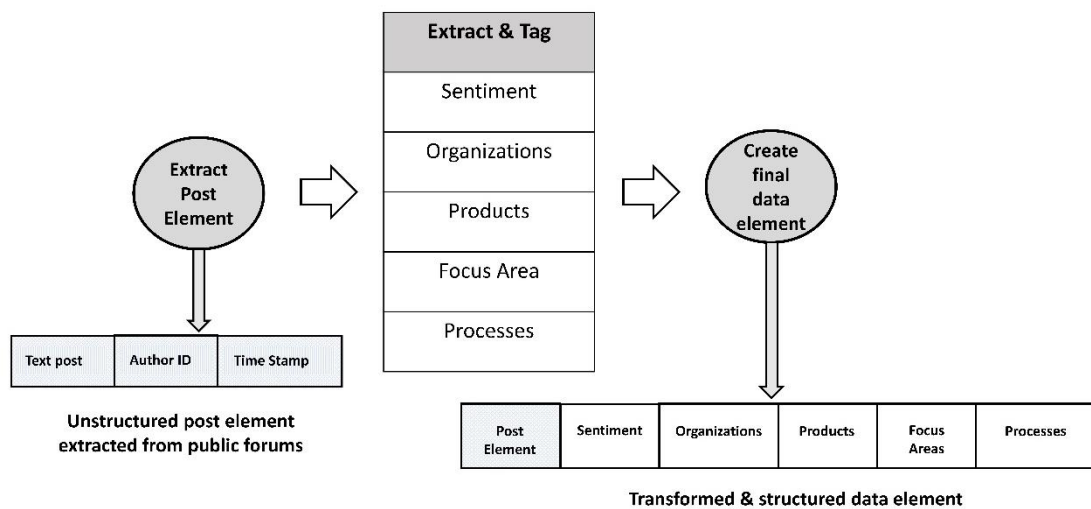 Extract & Tag
Sentiment
Organizations
Products
Focus Area
Processes
Extract
Post
Element
Create
final
data
element
Text post
Author ID
Time Stamp
Unstructured post element
extracted from public forums
Post
Element
Sentiment
Organizations
Products
Focus
Areas
Processes
Transformed & structured data element